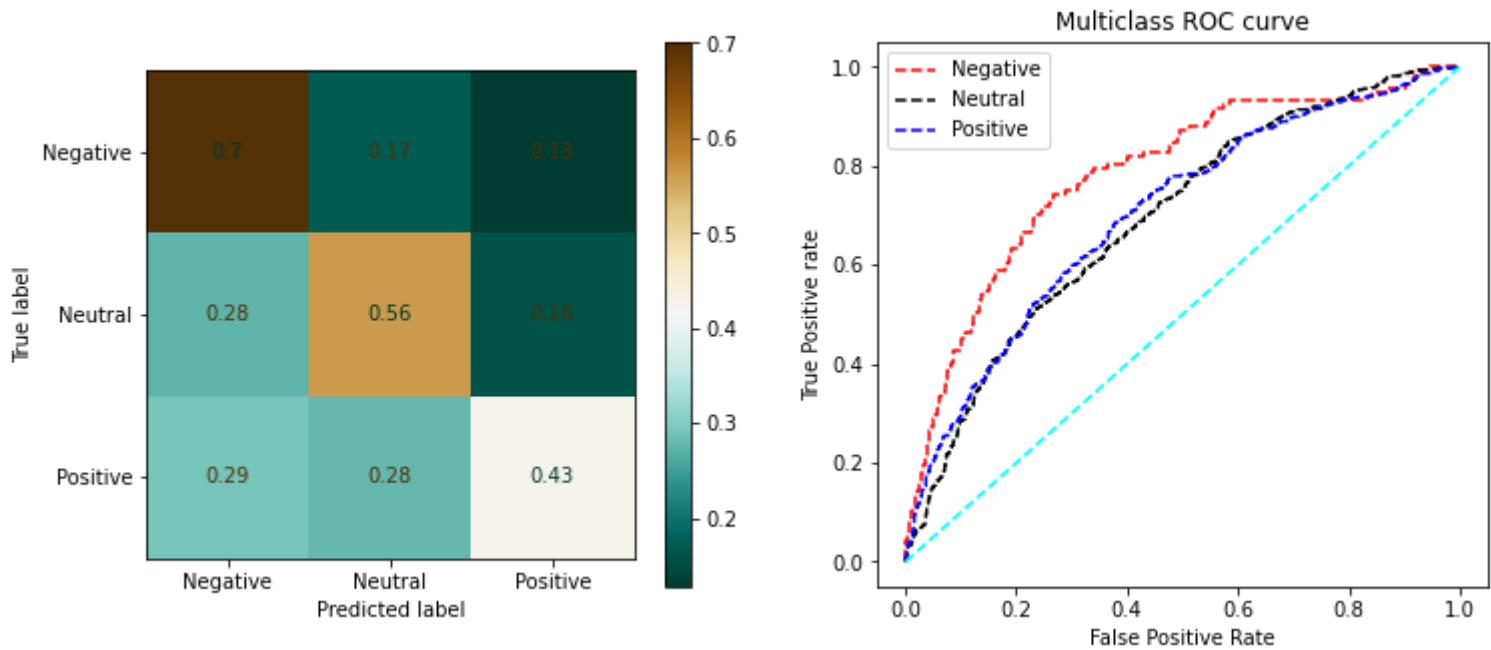 Negative 0.7 0.17 0.13
Neutral 0.28 0.56 0.16
Positive 0.29 0.28 0.43
True label
Negative Neutral Positive
Predicted label
0.7
0.6
0.5
0.4
0.3
0.2
Multiclass ROC curve
Negative
Neutral
Positive
True Positive rate
1.0
0.8
0.6
0.4
0.2
0.0
0.0 0.2 0.4 0.6 0.8 1.0
False Positive Rate